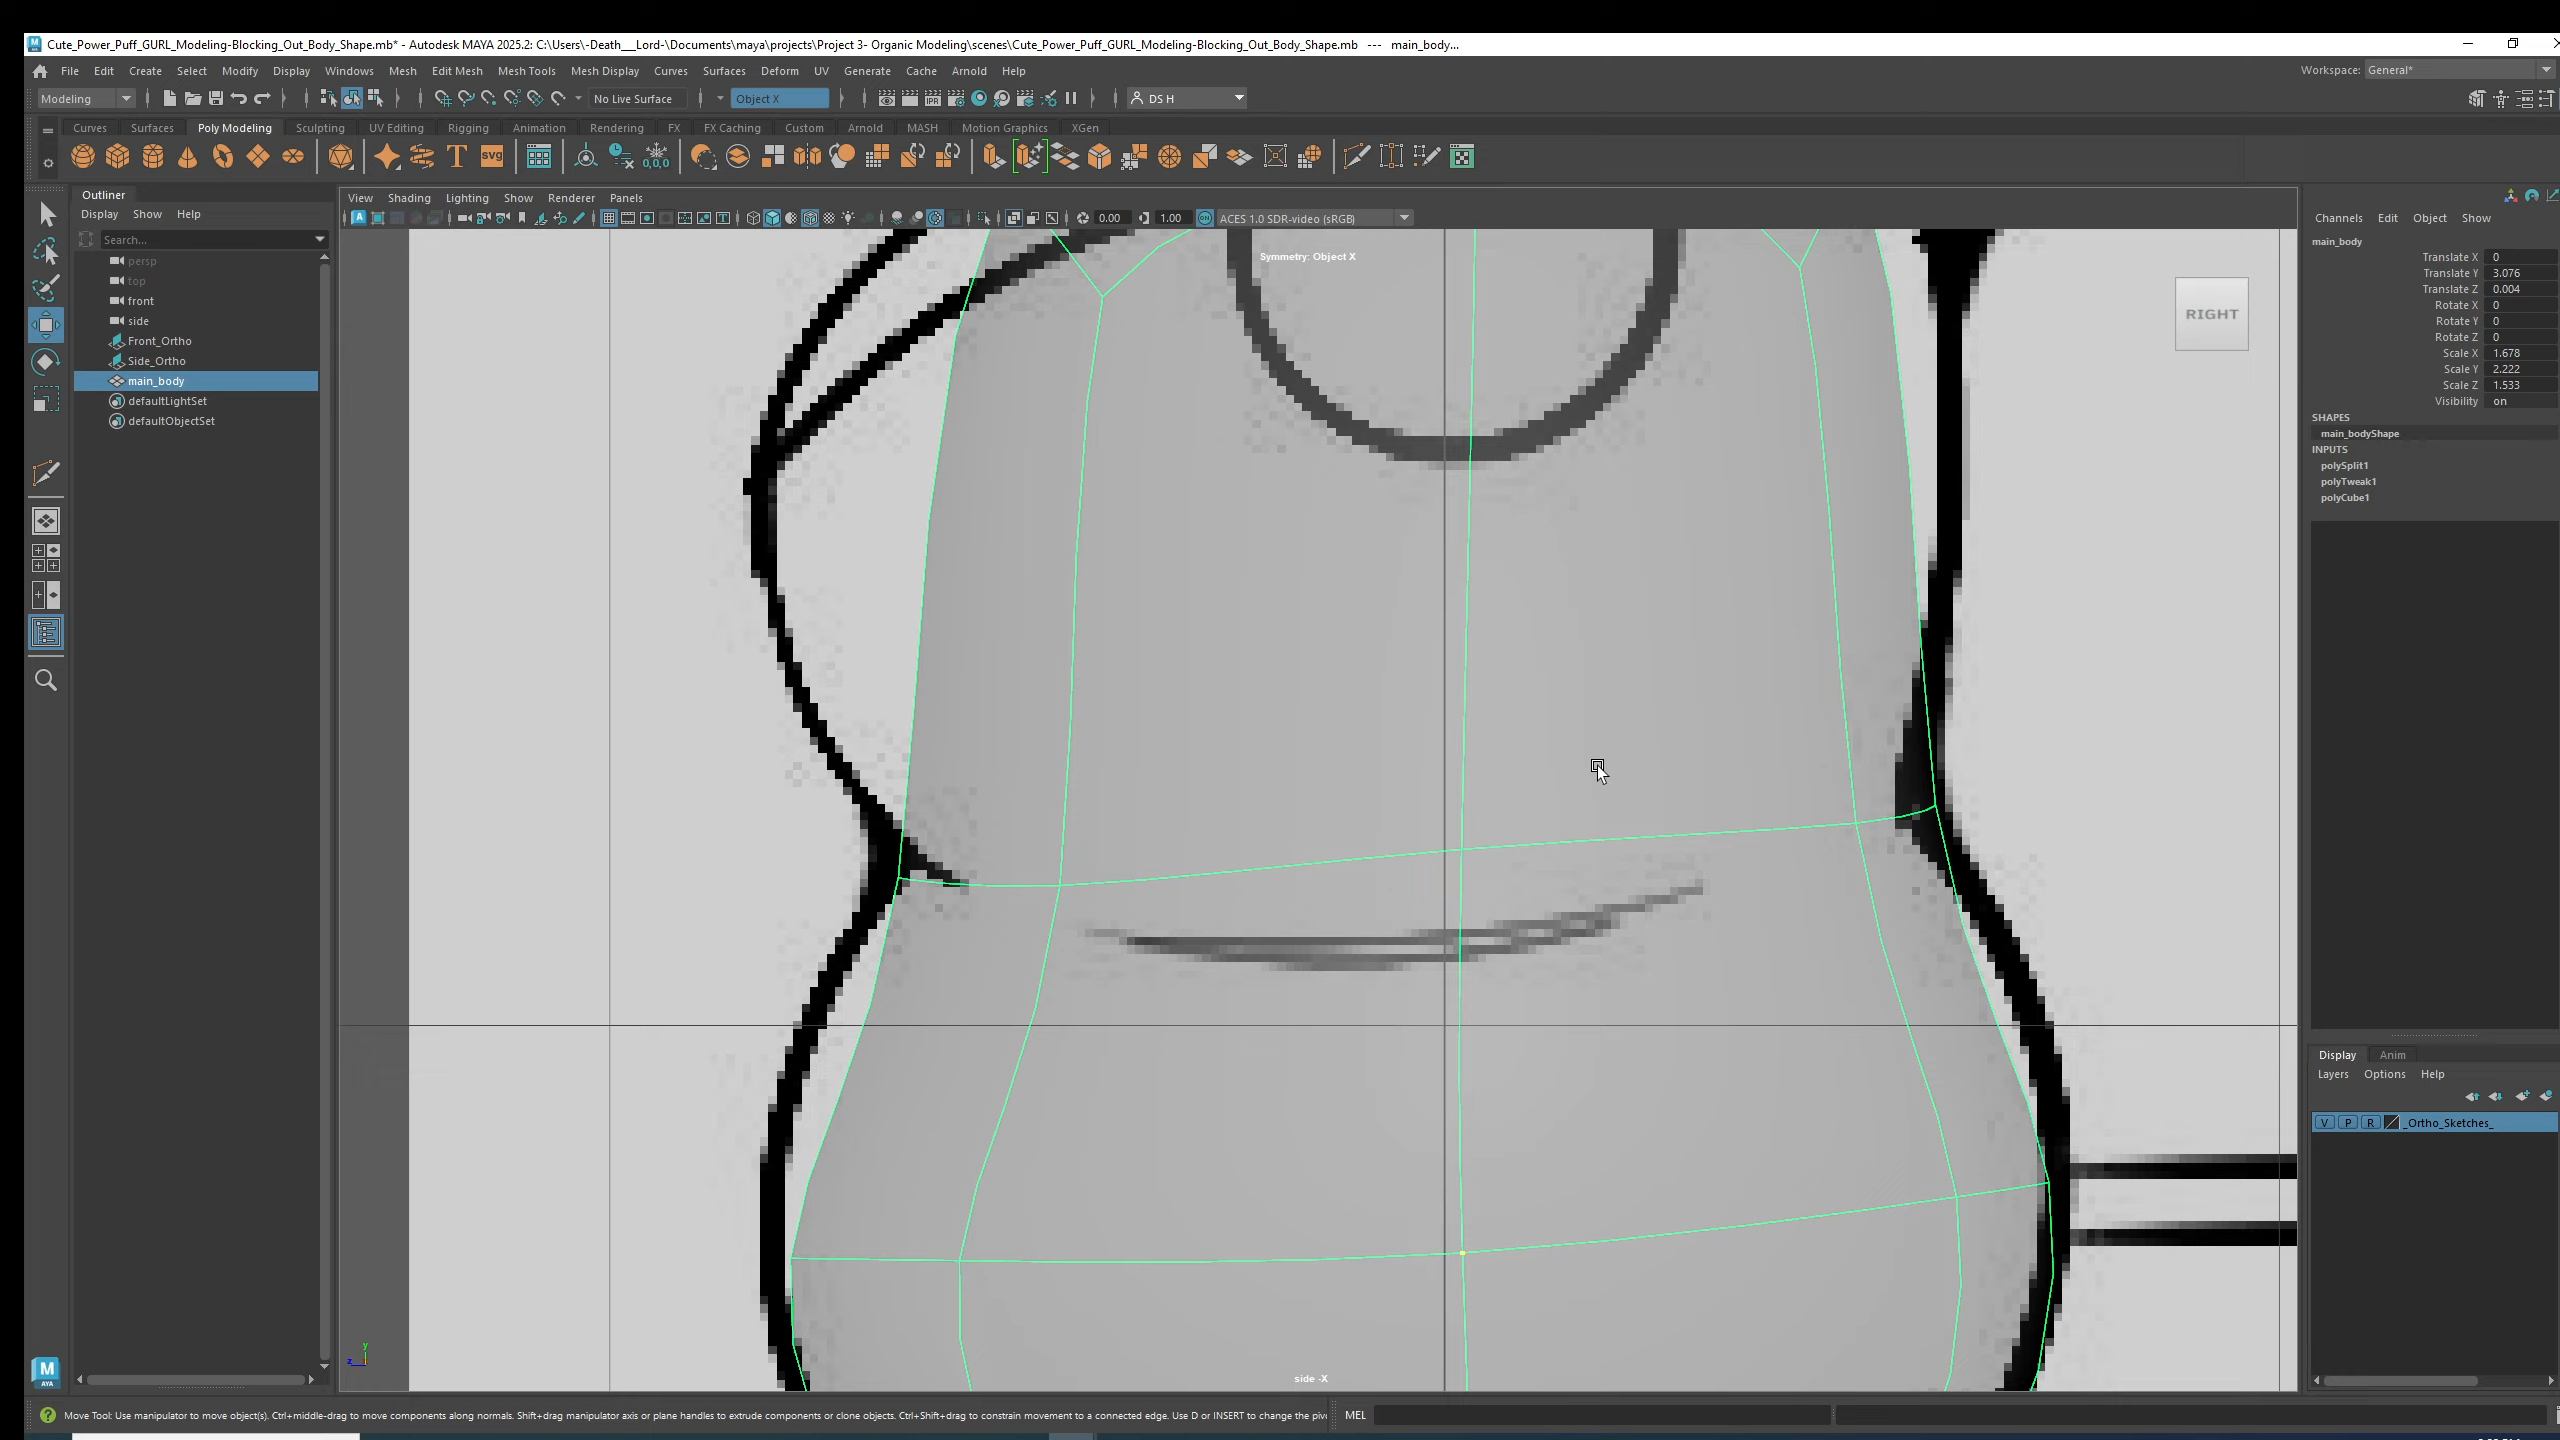 Cute_Power_Puff_GURL_Modeling-Blocking_Out_Body_Shape.mb* - Autodesk MAYA 2025.2: C:\Users\-Death__Lord-\Documents\maya\projects\Project 3- Organic Modeling\scenes\Cute_Power_Puff_GURL_Modeling-Blocking_Out_Body_Shape.mb --- main_body...
File Edit Create Select Modify Display Windows Mesh Edit Mesh Mesh Tools Mesh Display Curves Surfaces Deform UV Generate Cache Arnold Help Workspace: General*
Modeling No Live Surface Object X IPR DS H
Curves Surfaces Poly Modeling Sculpting UV Editing Rigging Animation Rendering FX FX Caching Custom Arnold MASH Motion Graphics XGen
T SVG 0,0,0
Outliner
Display Show Help
Search...
persp
top
front
side
Front_Ortho
Side_Ortho
main_body
defaultLightSet
defaultObjectSet
View Shading Lighting Show Renderer Panels
0.00 1.00 ACES 1.0 SDR-video (sRGB)
Symmetry: Object X
RIGHT
side -X
y
z
Channels Edit Object Show
main_body
Translate X 0
Translate Y 3.076
Translate Z 0.004
Rotate X 0
Rotate Y 0
Rotate Z 0
Scale X 1.678
Scale Y 2.222
Scale Z 1.533
Visibility on
SHAPES
main_bodyShape
INPUTS
polySplit1
polyTweak1
polyCube1
Display Anim
Layers Options Help
V P R _Ortho_Sketches_
M
AYA
Move Tool: Use manipulator to move object(s). Ctrl+middle-drag to move components along normals. Shift+drag manipulator axis or plane handles to extrude components or clone objects. Ctrl+Shift+drag to constrain movement to a connected edge. Use D or INSERT to change the piv
MEL